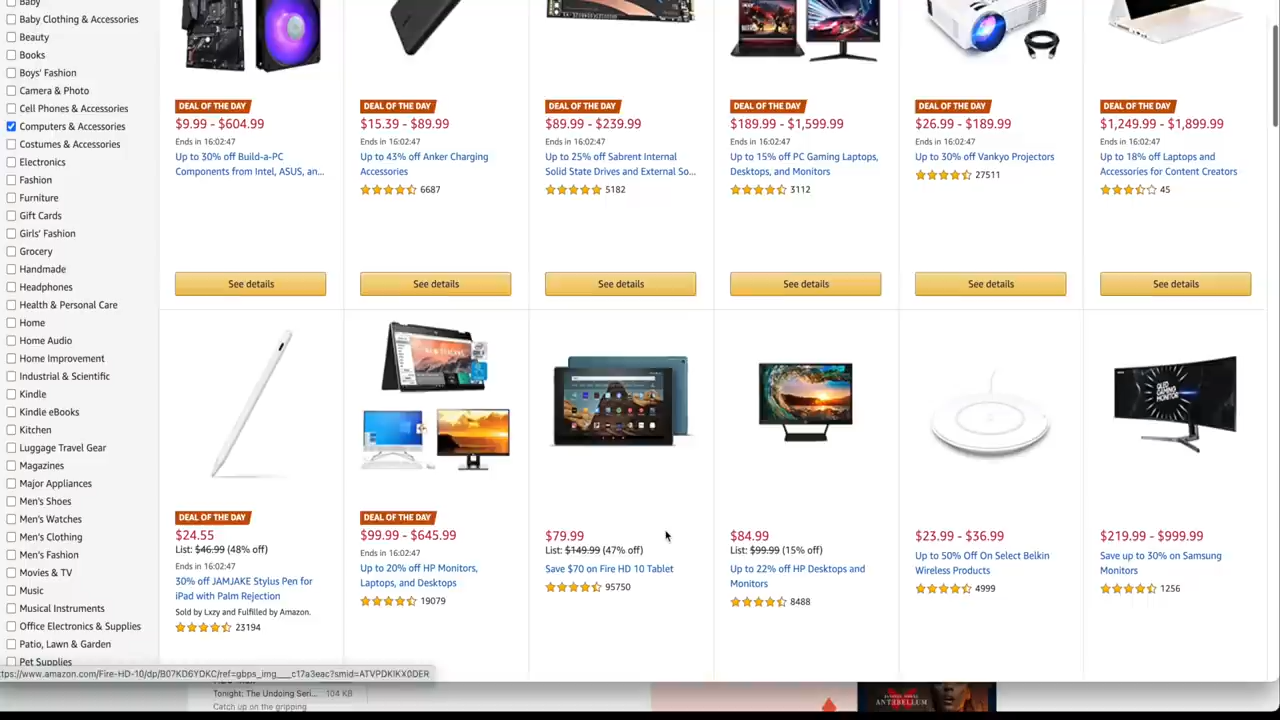 Baby
Baby Clothing & Accessories
Beauty
Books
Boys' Fashion
Camera & Photo
Cell Phones & Accessories
Computers & Accessories
Costumes & Accessories
Electronics
Fashion
Furniture
Gift Cards
Girls' Fashion
Grocery
Handmade
Headphones
Health & Personal Care
Home
Home Audio
Home Improvement
Industrial & Scientific
Kindle
Kindle eBooks
Kitchen
Luggage Travel Gear
Magazines
Major Appliances
Men's Shoes
Men's Watches
Men's Clothing
Men's Fashion
Movies & TV
Music
Musical Instruments
Office Electronics & Supplies
Patio, Lawn & Garden
Pet Supplies
DEAL OF THE DAY
$9.99 - $604.99
Ends in 16:02:47
Up to 30% off Build-a-PC
Components from Intel, ASUS, an...
See details
DEAL OF THE DAY
$15.39 - $89.99
Ends in 16:02:47
Up to 43% off Anker Charging
Accessories
6687
See details
DEAL OF THE DAY
$89.99 - $239.99
Ends in 16:02:47
Up to 25% off Sabrent Internal
Solid State Drives and External So...
5182
See details
DEAL OF THE DAY
$189.99 - $1,599.99
Ends in 16:02:47
Up to 15% off PC Gaming Laptops,
Desktops, and Monitors
3112
See details
DEAL OF THE DAY
$26.99 - $189.99
Ends in 16:02:47
Up to 30% off Vankyo Projectors
27511
See details
DEAL OF THE DAY
$1,249.99 - $1,899.99
Ends in 16:02:47
Up to 18% off Laptops and
Accessories for Content Creators
45
See details
DEAL OF THE DAY
$24.55
List: $46.99 (48% off)
Ends in 16:02:47
30% off JAMJAKE Stylus Pen for
iPad with Palm Rejection
Sold by Lxzy and Fulfilled by Amazon.
23194
DEAL OF THE DAY
$99.99 - $645.99
Ends in 16:02:47
Up to 20% off HP Monitors,
Laptops, and Desktops
19079
$79.99
List: $149.99 (47% off)
Save $70 on Fire HD 10 Tablet
95750
$84.99
List: $99.99 (15% off)
Up to 22% off HP Desktops and
Monitors
8488
$23.99 - $36.99
Up to 50% Off On Select Belkin
Wireless Products
4999
QLED
GAMING
MONITOR
$219.99 - $999.99
Save up to 30% on Samsung
Monitors
1256
ttps://www.amazon.com/Fire-HD-10/dp/B07KD6YDKC/ref=gbps_img___c17a3eac?smid=ATVPDKIKX0DER
Tonight: The Undoing Seri... 104 KB
Catch up on the gripping
ANTEBELLUM